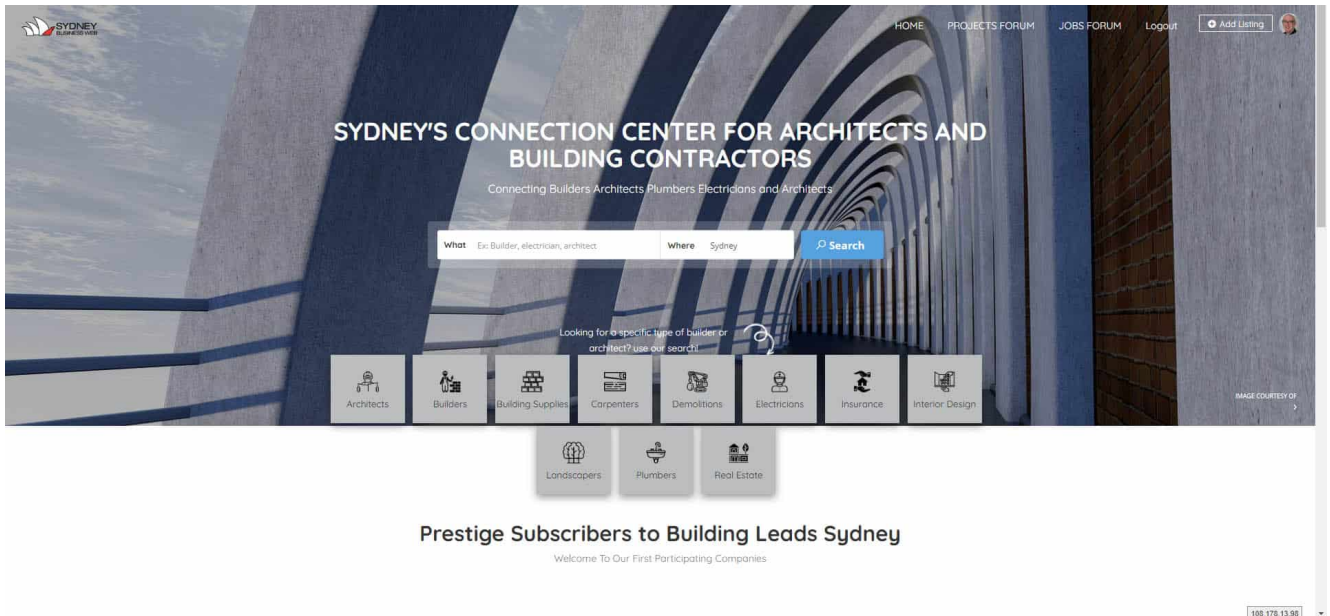 SYDNEY
BUSINESS WEB
HOME PROJECTS FORUM JOBS FORUM Logout Add Listing
SYDNEY'S CONNECTION CENTER FOR ARCHITECTS AND
BUILDING CONTRACTORS
Connecting Builders Architects Plumbers Electricians and Architects
What Ex: Builder, electrician, architect Where Sydney Search
Looking for a specific type of builder or
architect? use our search!
Architects Builders Building Supplies Carpenters Demolitions Electricians Insurance Interior Design
IMAGE COURTESY OF
Landscapers Plumbers Real Estate
Prestige Subscribers to Building Leads Sydney
Welcome To Our First Participating Companies
108.178.13.98